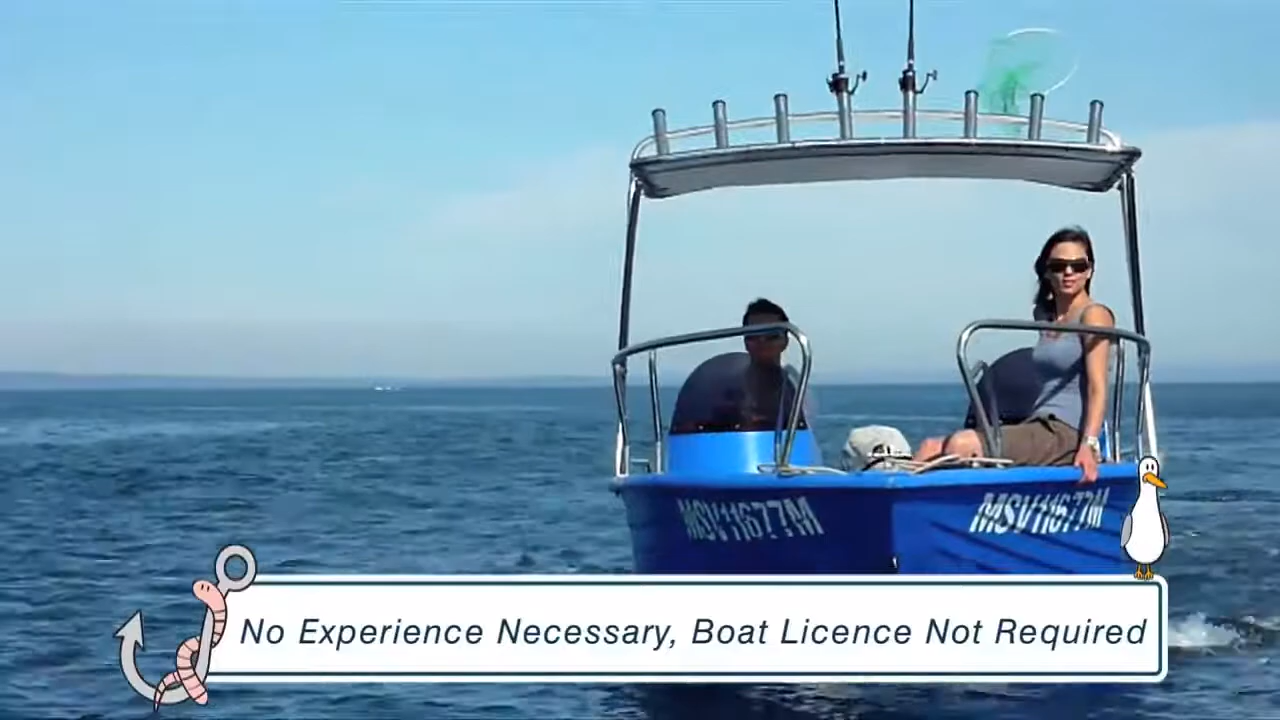 MSV11677M
MSV11677M
No Experience Necessary, Boat Licence Not Required